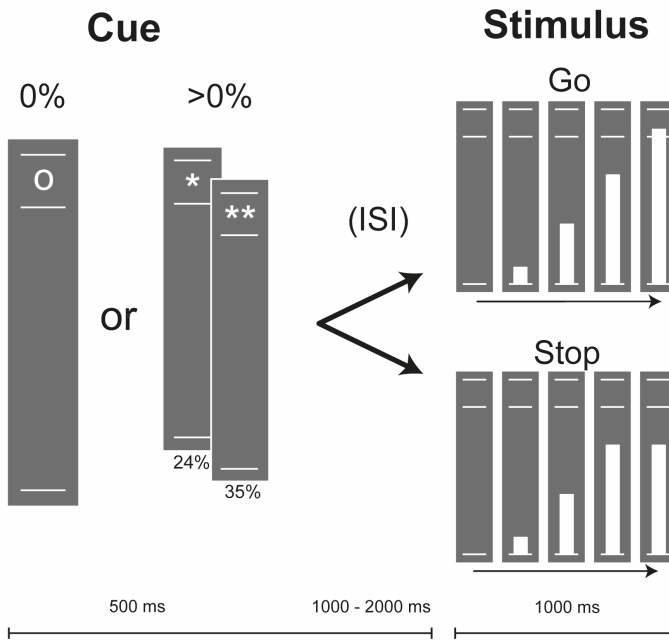 Cue
Stimulus
0%
>0%
Go
o
*
**
(ISI)
or
Stop
24%
35%
500 ms
1000 - 2000 ms
1000 ms